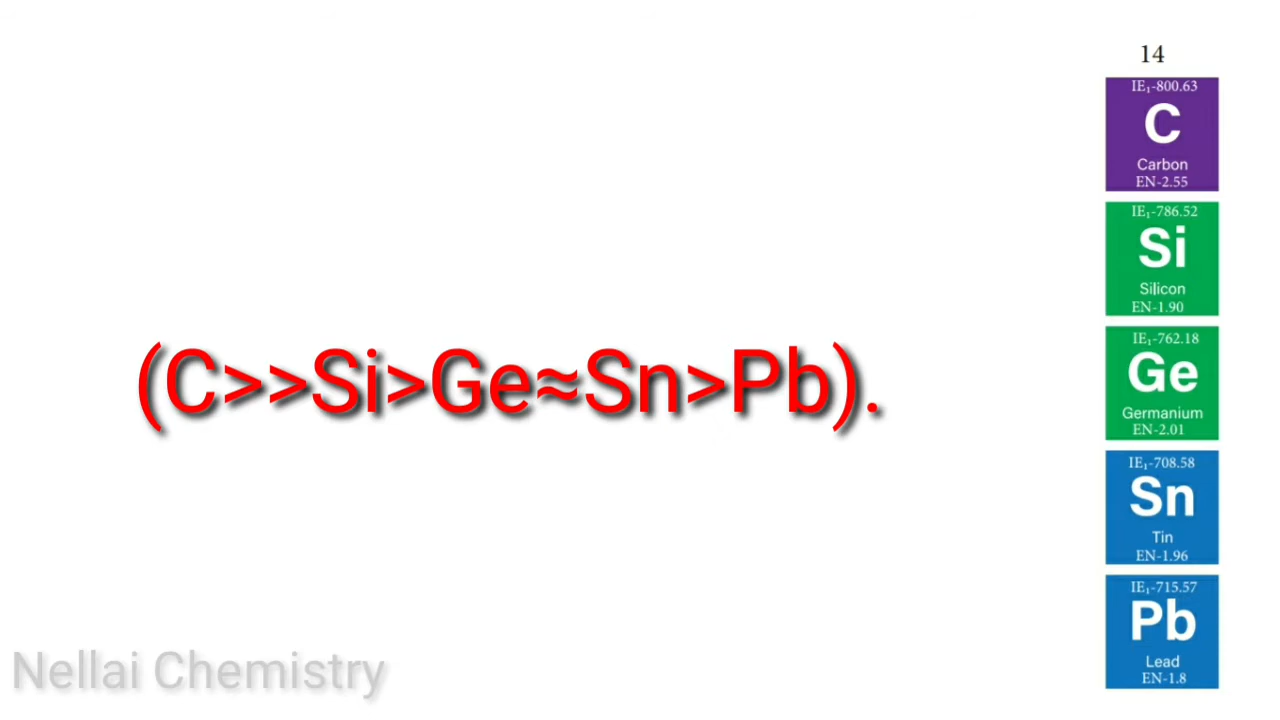 14
IE₁-800.63
C
Carbon
EN-2.55
IE₁-786.52
Si
Silicon
EN-1.90
(C>>Si>Ge≈Sn>Pb).
IE₁-762.18
Ge
Germanium
EN-2.01
IE₁-708.58
Sn
Tin
EN-1.96
IE₁-715.57
Pb
Lead
EN-1.8
Nellai Chemistry